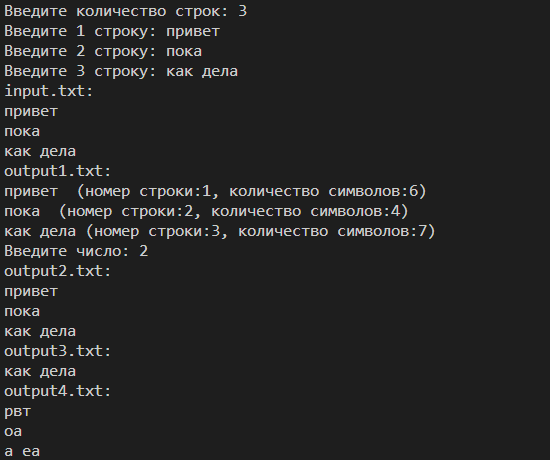 Введите количество строк: 3
Введите 1 строку: привет
Введите 2 строку: пока
Введите 3 строку: как дела
input.txt:
привет
пока
как дела
output1.txt:
привет  (номер строки:1, количество символов:6)
пока  (номер строки:2, количество символов:4)
как дела (номер строки:3, количество символов:7)
Введите число: 2
output2.txt:
привет
пока
как дела
output3.txt:
как дела
output4.txt:
рвт
оа
а еа